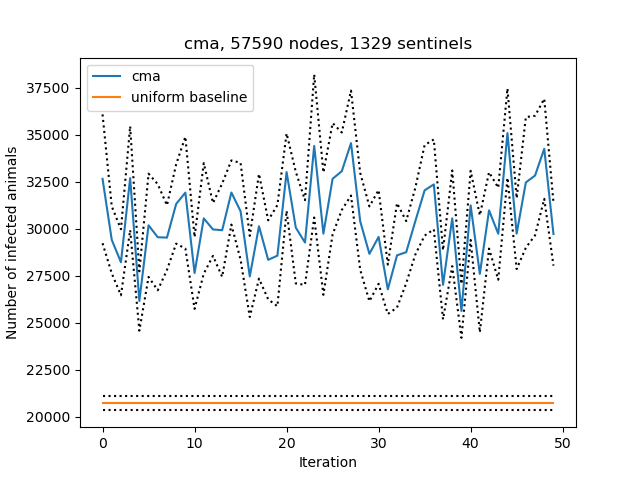 cma, 57590 nodes, 1329 sentinels
cma
uniform baseline
Number of infected animals
37500
35000
32500
30000
27500
25000
22500
20000
0 10 20 30 40 50
Iteration